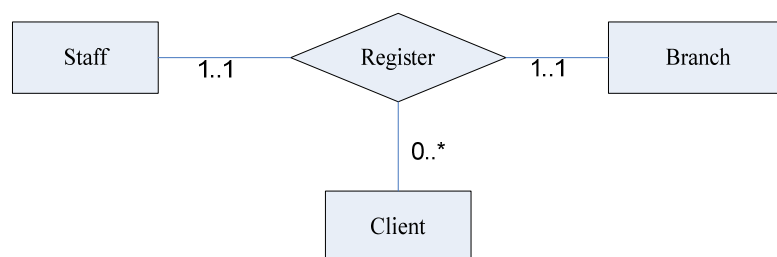 Staff
1..1
Register
1..1
Branch
0..*
Client